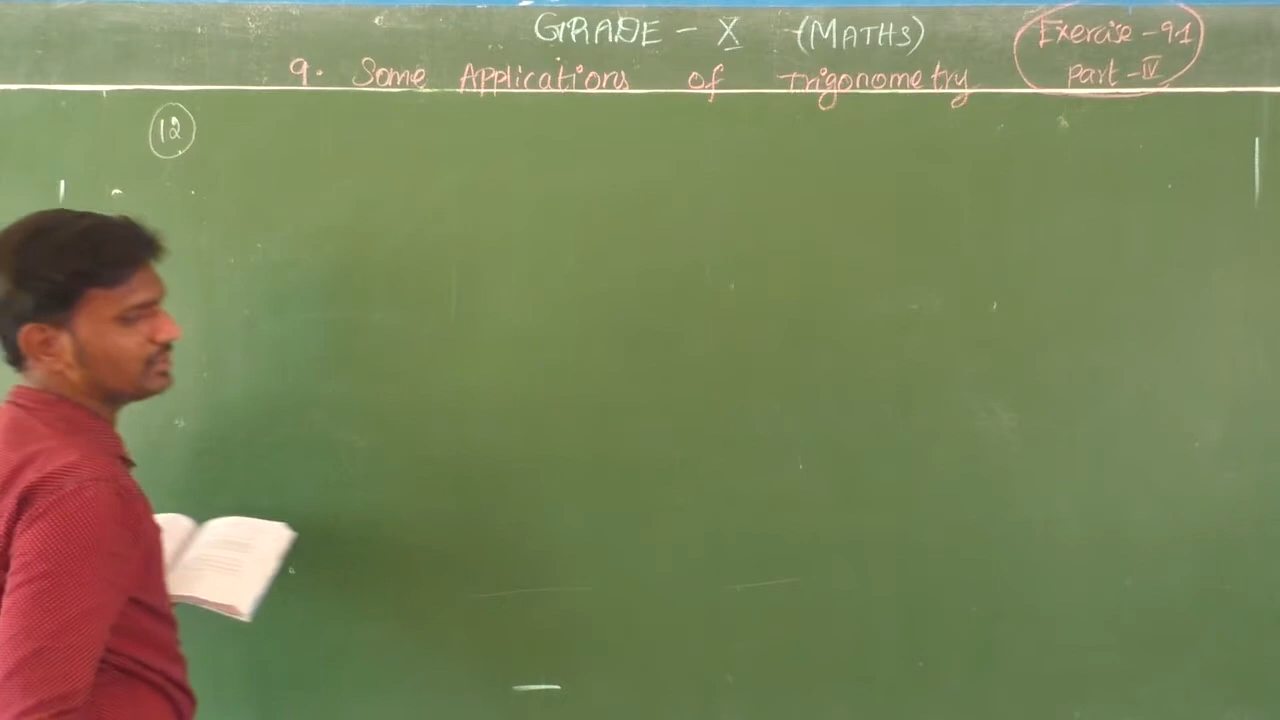 GRADE - X (MATHS)
Exercise - 9.1
9. Some Applications of Trigonometry
part - IV
12